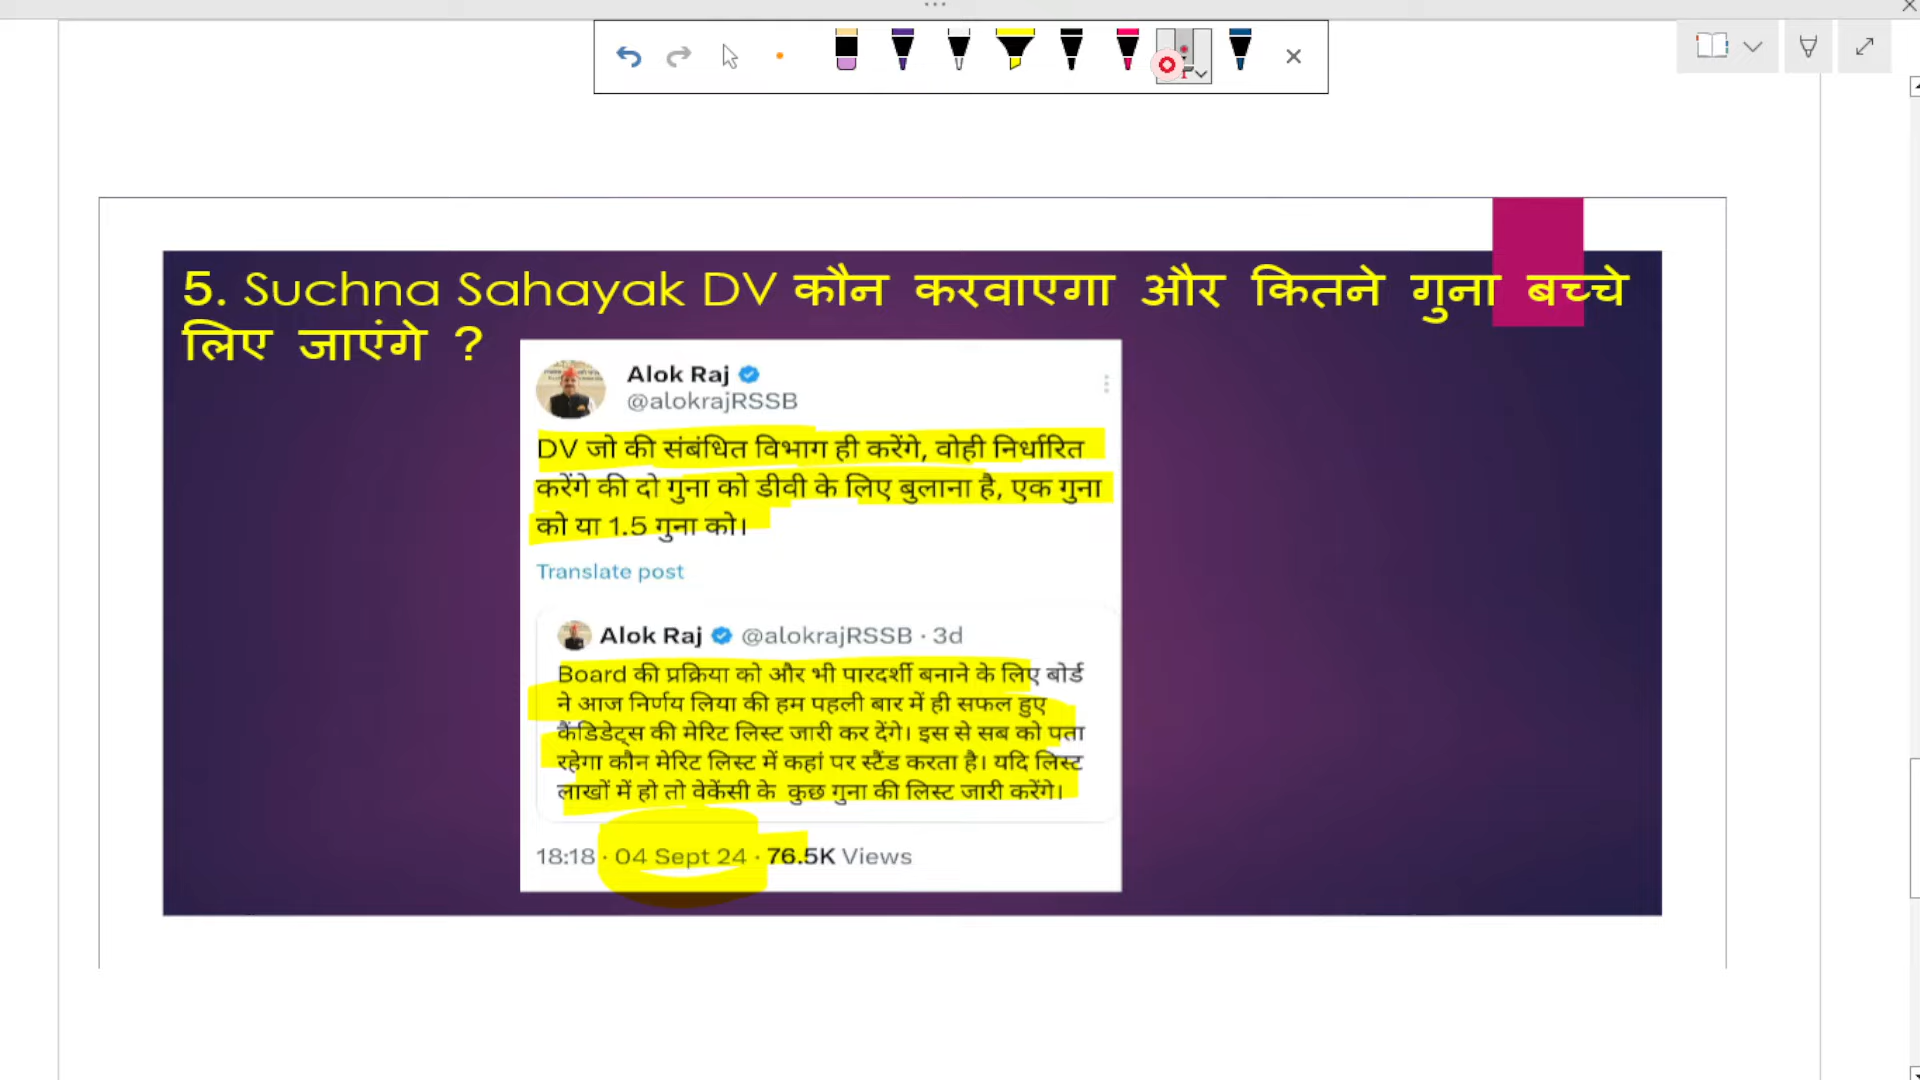 5. Suchna Sahayak DV कौन करवाएगा और कितने गुना बच्चे
लिए जाएंगे ?
Alok Raj
@alokrajRSSB
DV जो की संबंधित विभाग ही करेंगे, वोही निर्धारित
करेंगे की दो गुना को डीवी के लिए बुलाना है, एक गुना
को या 1.5 गुना को।
Translate post
Alok Raj @alokrajRSSB · 3d
Board की प्रक्रिया को और भी पारदर्शी बनाने के लिए बोर्ड
ने आज निर्णय लिया की हम पहली बार में ही सफल हुए
कैंडिडेट्स की मेरिट लिस्ट जारी कर देंगे। इस से सब को पता
रहेगा कौन मेरिट लिस्ट में कहां पर स्टैंड करता है। यदि लिस्ट
लाखों में हो तो वेकेंसी के कुछ गुना की लिस्ट जारी करेंगे।
18:18 · 04 Sept 24 · 76.5K Views